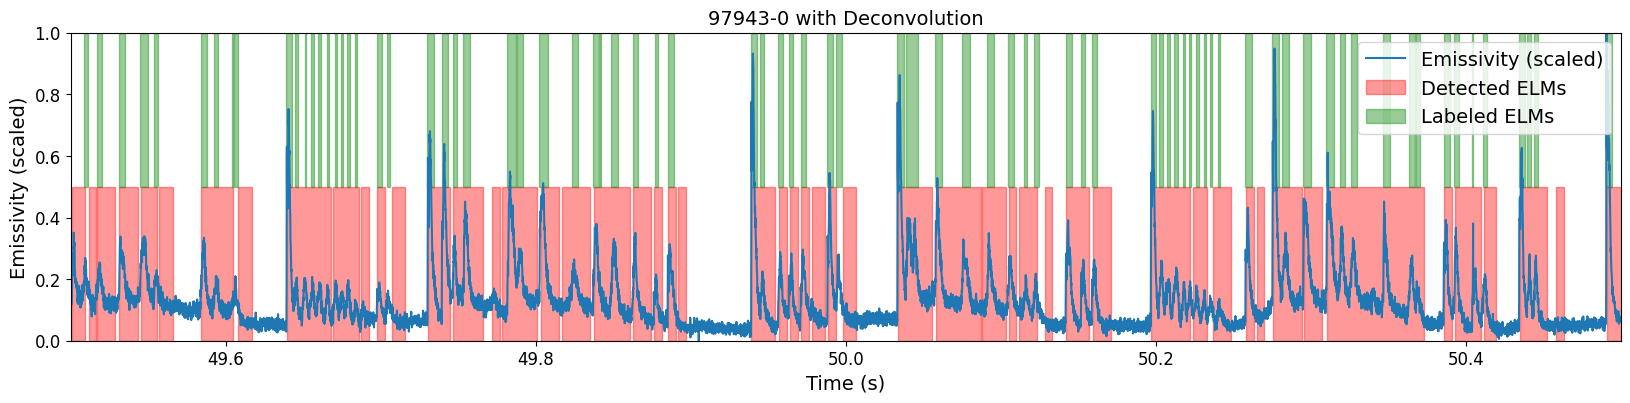 97943-0 with Deconvolution
Emissivity (scaled)
1.0
0.8
0.6
0.4
0.2
0.0
Emissivity (scaled)
Detected ELMs
Labeled ELMs
49.6
49.8
50.0
50.2
50.4
Time (s)